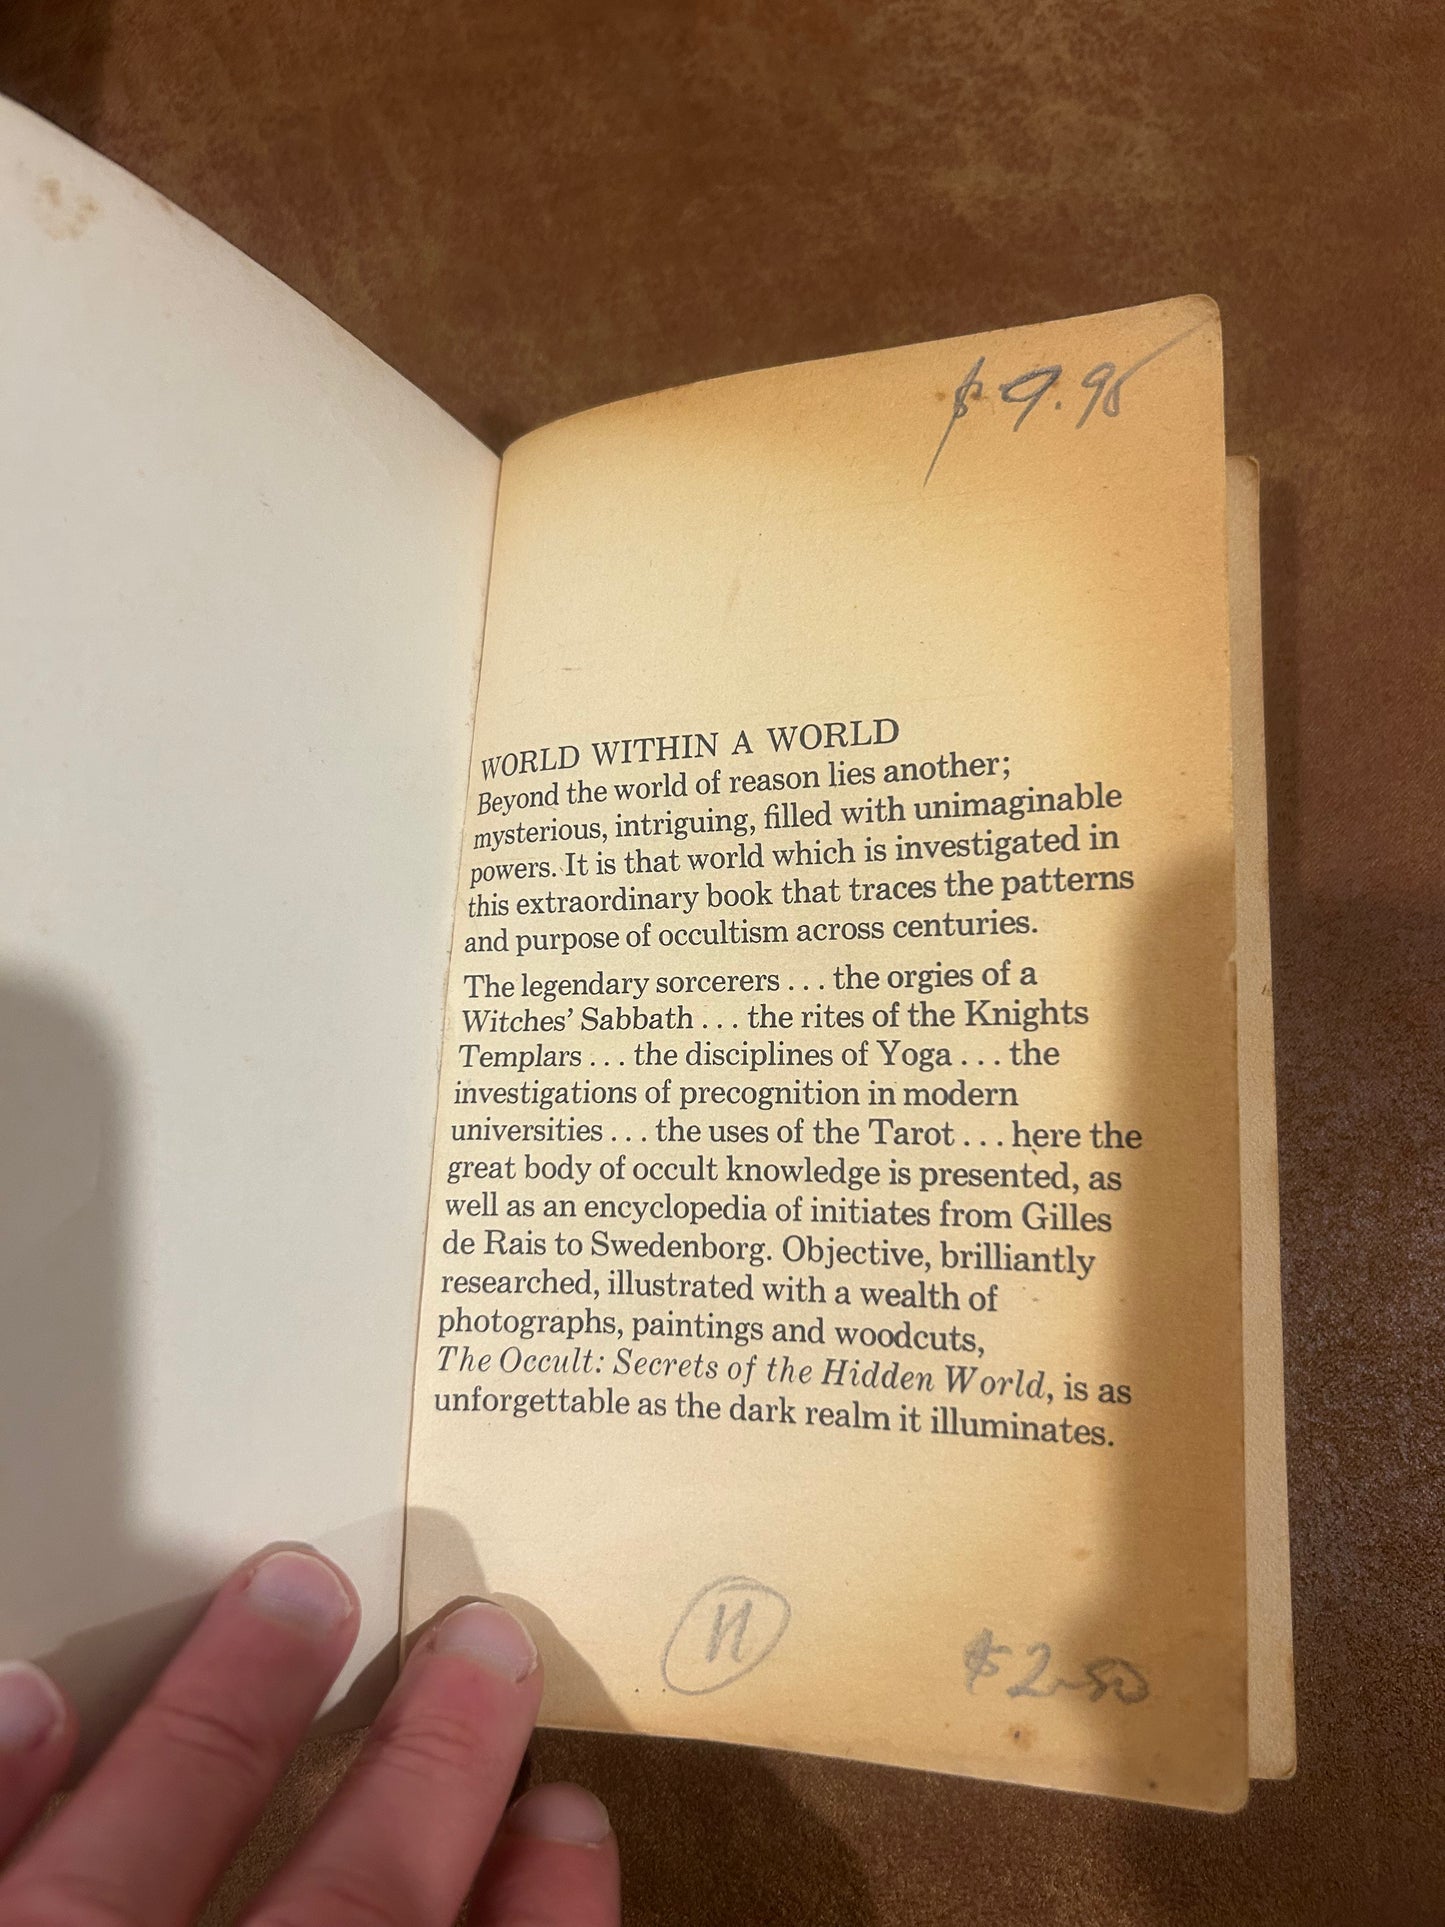 $9.95
WORLD WITHIN A WORLD
Beyond the world of reason lies another;
mysterious, intriguing, filled with unimaginable
powers. It is that world which is investigated in
this extraordinary book that traces the patterns
and purpose of occultism across centuries.
The legendary sorcerers . . . the orgies of a
Witches’ Sabbath . . . the rites of the Knights
Templars . . . the disciplines of Yoga . . . the
investigations of precognition in modern
universities . . . the uses of the Tarot . . . here the
great body of occult knowledge is presented, as
well as an encyclopedia of initiates from Gilles
de Rais to Swedenborg. Objective, brilliantly
researched, illustrated with a wealth of
photographs, paintings and woodcuts,
The Occult: Secrets of the Hidden World, is as
unforgettable as the dark realm it illuminates.
$2.50